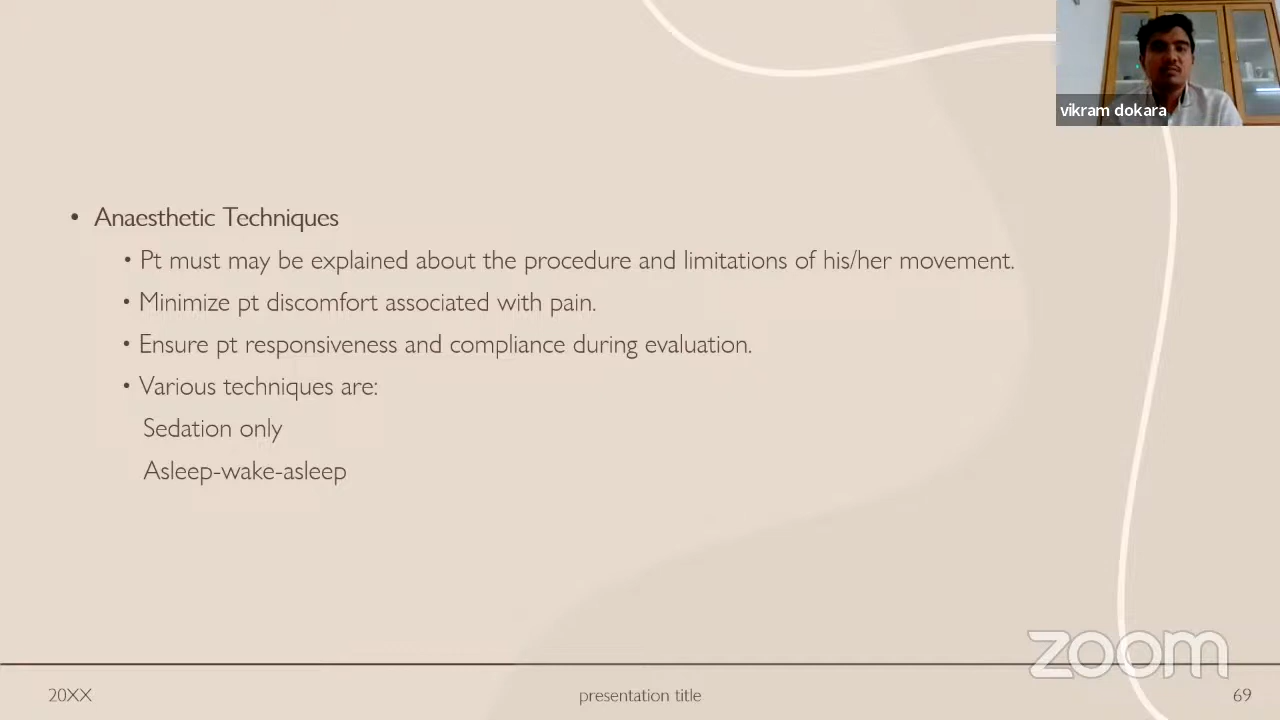 vikram dokara
• Anaesthetic Techniques
• Pt must may be explained about the procedure and limitations of his/her movement.
• Minimize pt discomfort associated with pain.
• Ensure pt responsiveness and compliance during evaluation.
• Various techniques are:
Sedation only
Asleep-wake-asleep
zoom
20XX
presentation title
69